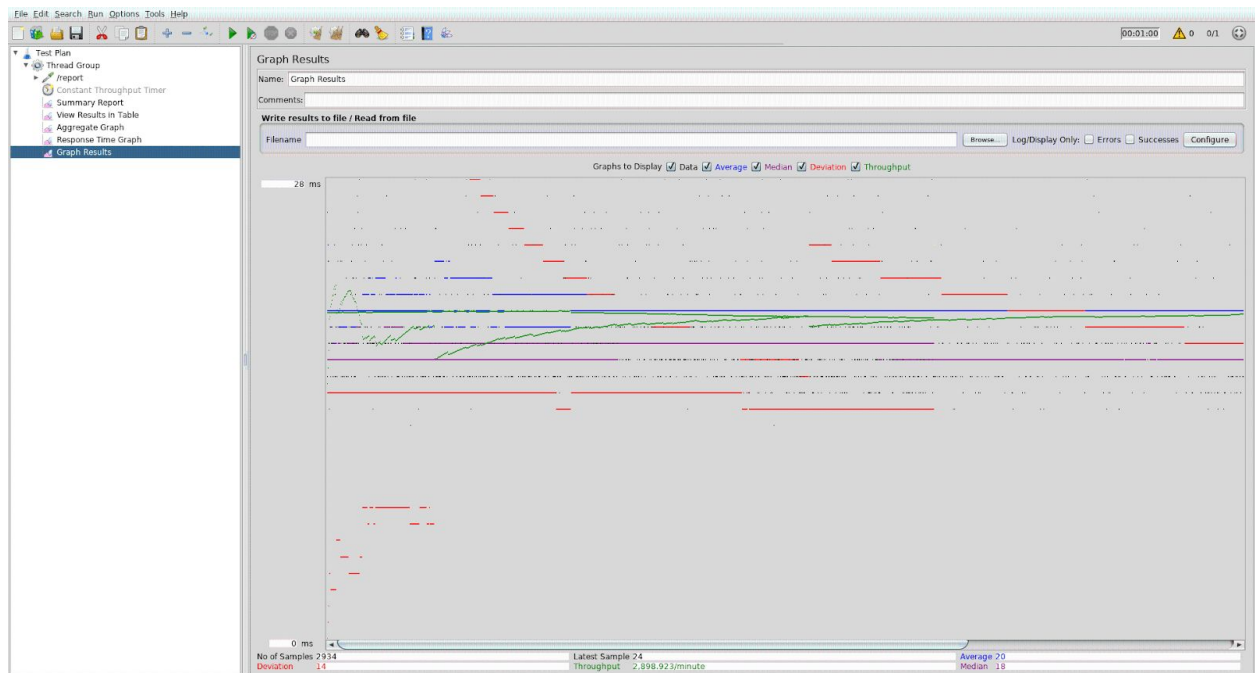 File Edit Search Run Options Tools Help
00:01:00 0 0/1
Test Plan
Thread Group
/report
Constant Throughput Timer
Summary Report
View Results in Table
Aggregate Graph
Response Time Graph
Graph Results
Graph Results
Name: Graph Results
Comments:
Write results to file / Read from file
Filename Browse... Log/Display Only: Errors Successes Configure
Graphs to Display Data Average Median Deviation Throughput
28 ms
0 ms
No of Samples 2934 Latest Sample 24 Average 20
Deviation 14 Throughput 2,898.923/minute Median 18